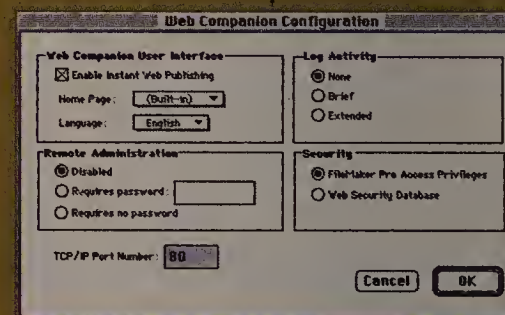 Web Companion Configuration
Web Companion User Interface
Enable Instant Web Publishing
Home Page: (Built-in)
Language: English
Log Activity
None
Brief
Extended
Remote Administration
Disabled
Requires password:
Requires no password
Security
FileMaker Pro Access Privileges
Web Security Database
TCP/IP Port Number: 80
Cancel
OK